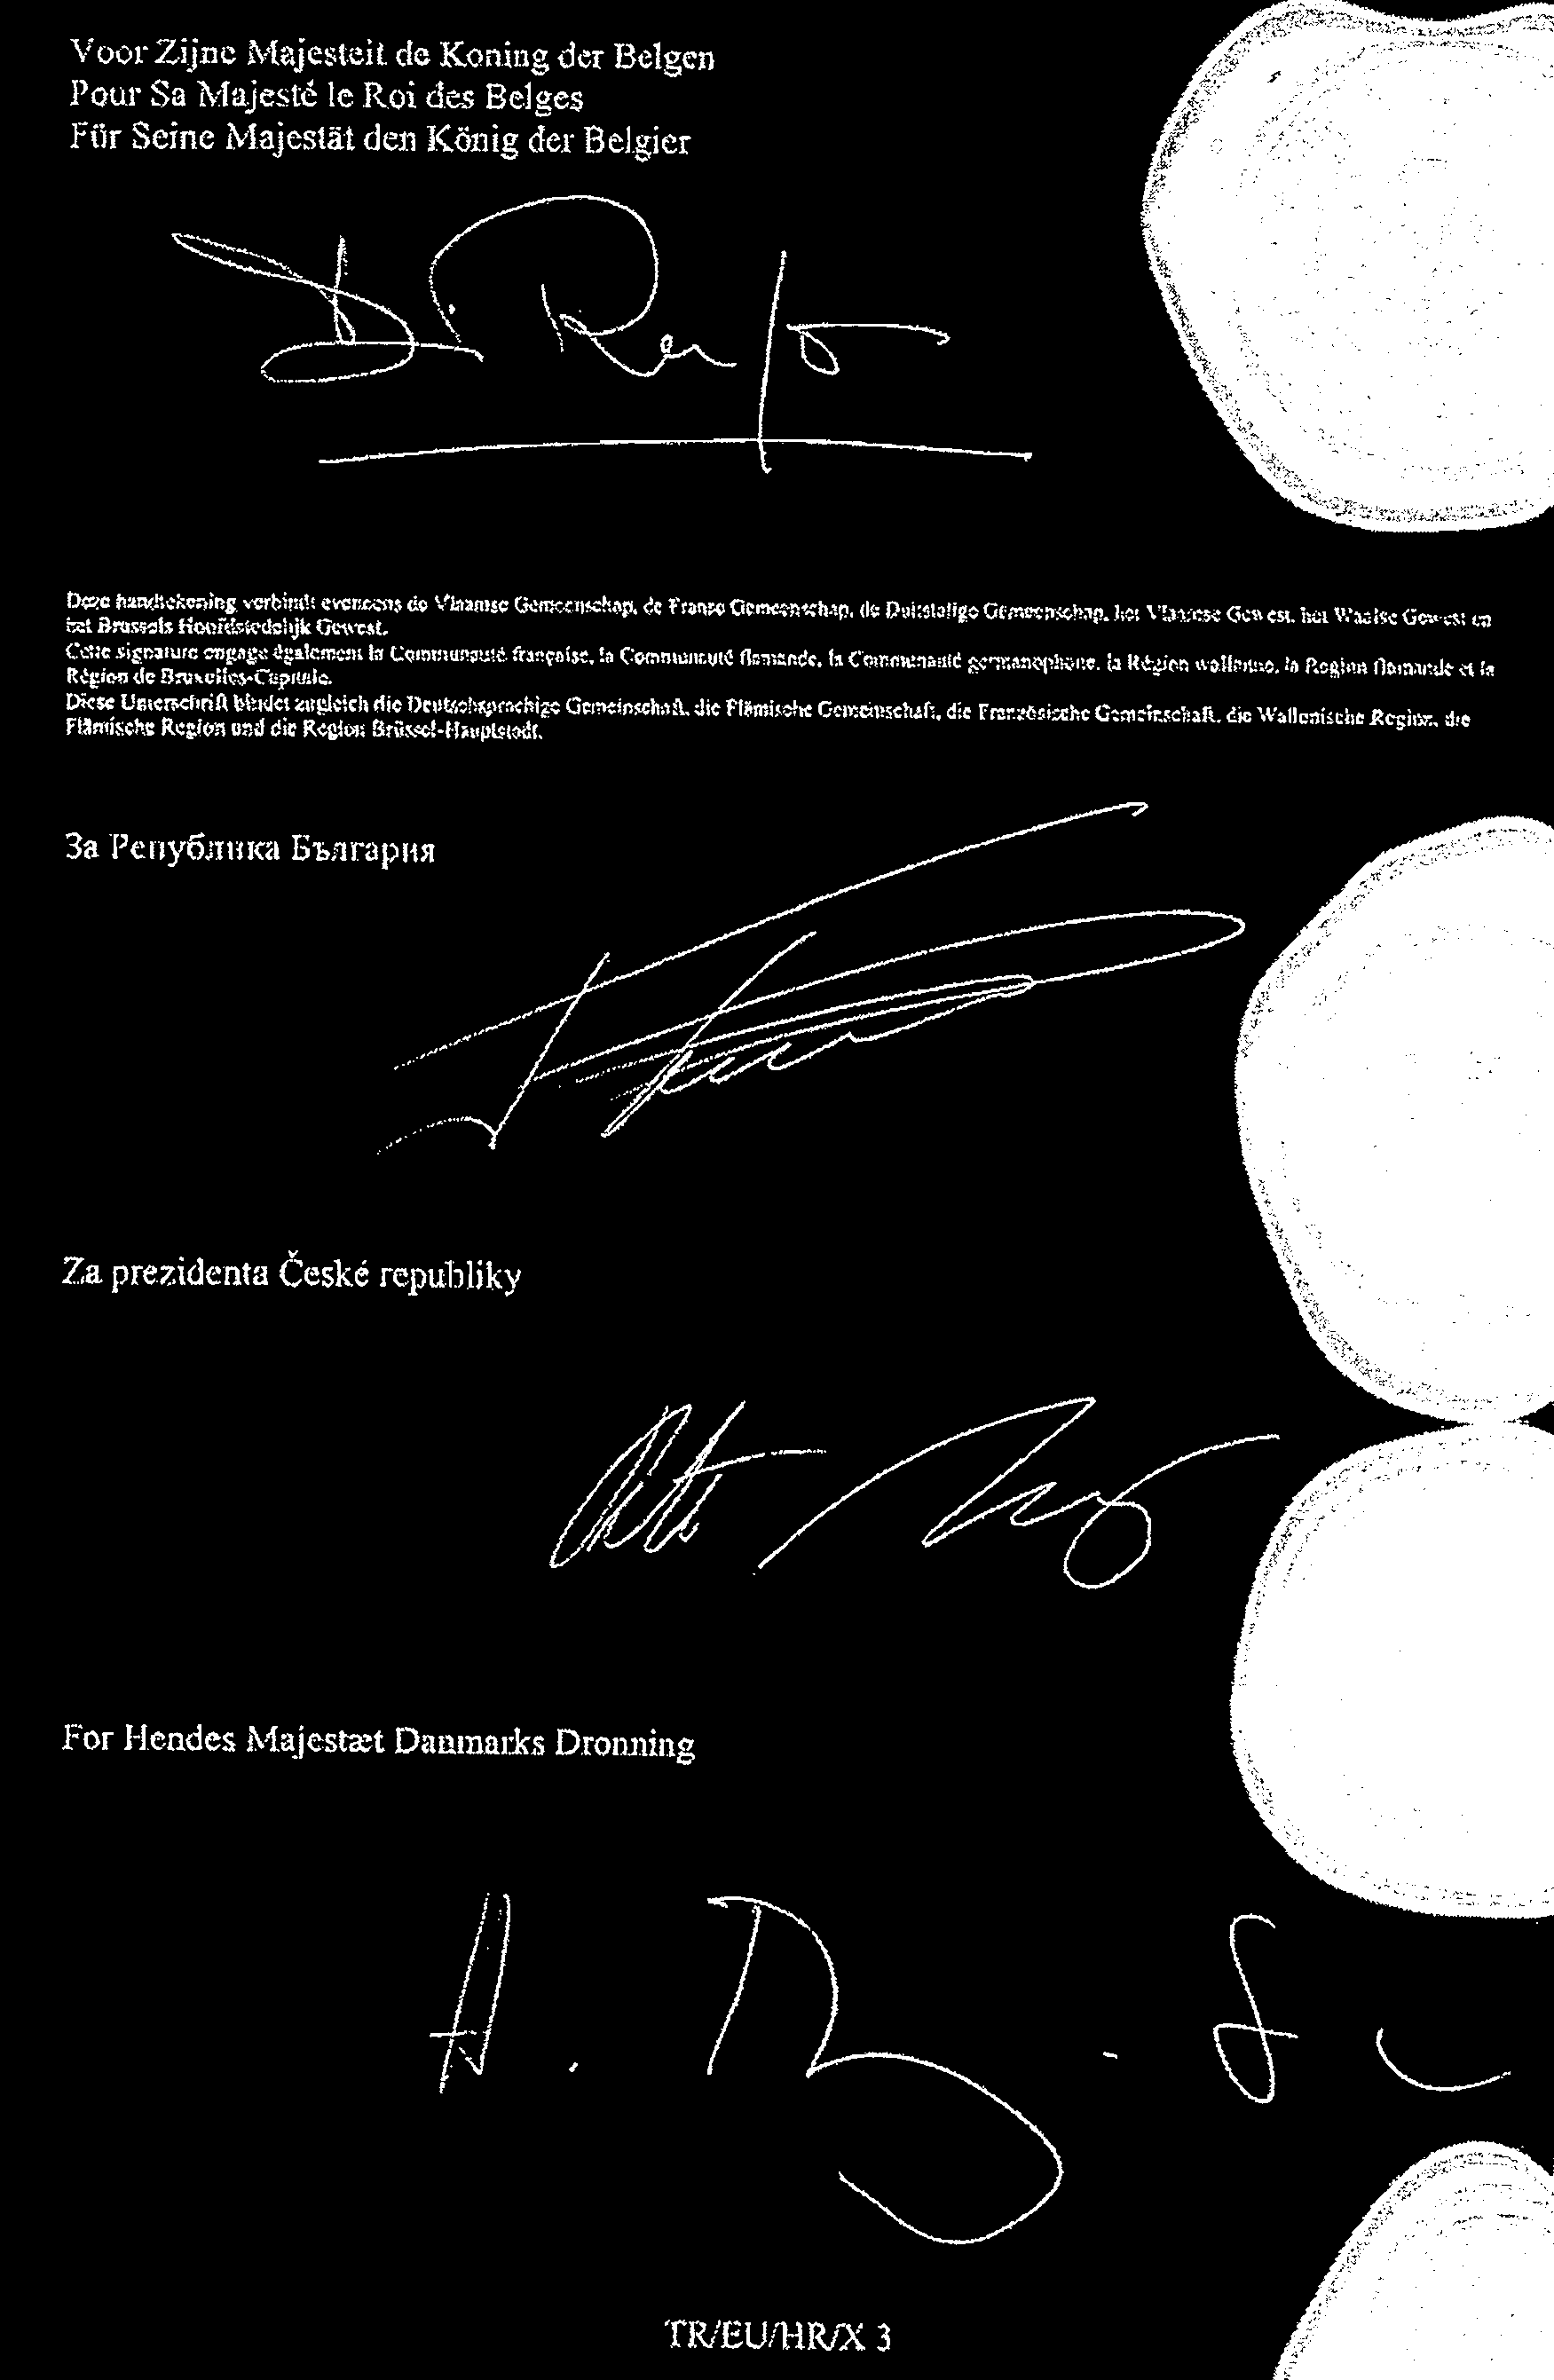 Voor Zijne Majesteit de Koning der Belgen
Pour Sa Majesté le Roi des Belges
Für Seine Majestät den König der Belgier
Deze handtekening verbindt eveneens de Vlaamse Gemeenschap, de Franse Gemeenschap, de Duitstalige Gemeenschap, het Vlaamse Gewest, het Waalse Gewest en
het Brussels Hoofdstedelijk Gewest.
Cette signature engage également la Communauté française, la Communauté flamande, la Communauté germanophone, la Région wallonne, la Région flamande et la
Région de Bruxelles-Capitale.
Diese Unterschrift bindet zugleich die Deutschsprachige Gemeinschaft, die Flämische Gemeinschaft, die Französische Gemeinschaft, die Wallonische Region, die
Flämische Region und die Region Brüssel-Hauptstadt.
За Република България
Za prezidenta České republiky
For Hendes Majestæt Danmarks Dronning
TR/EU/HR/X 3